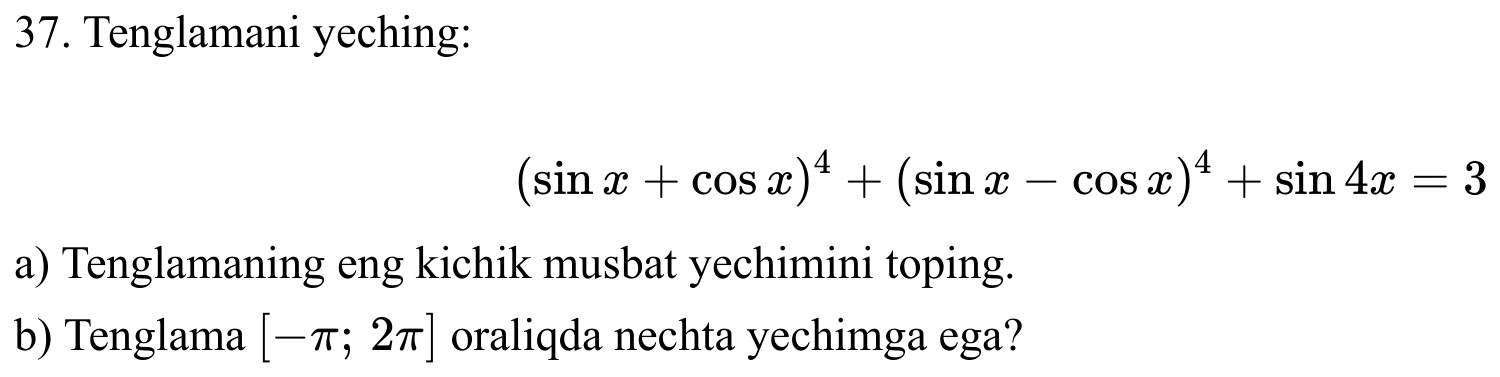 37. Tenglamani yeching:
(sin x + cos x)⁴ + (sin x − cos x)⁴ + sin 4x = 3
a) Tenglamaning eng kichik musbat yechimini toping.
b) Tenglama [−π; 2π] oraliqda nechta yechimga ega?